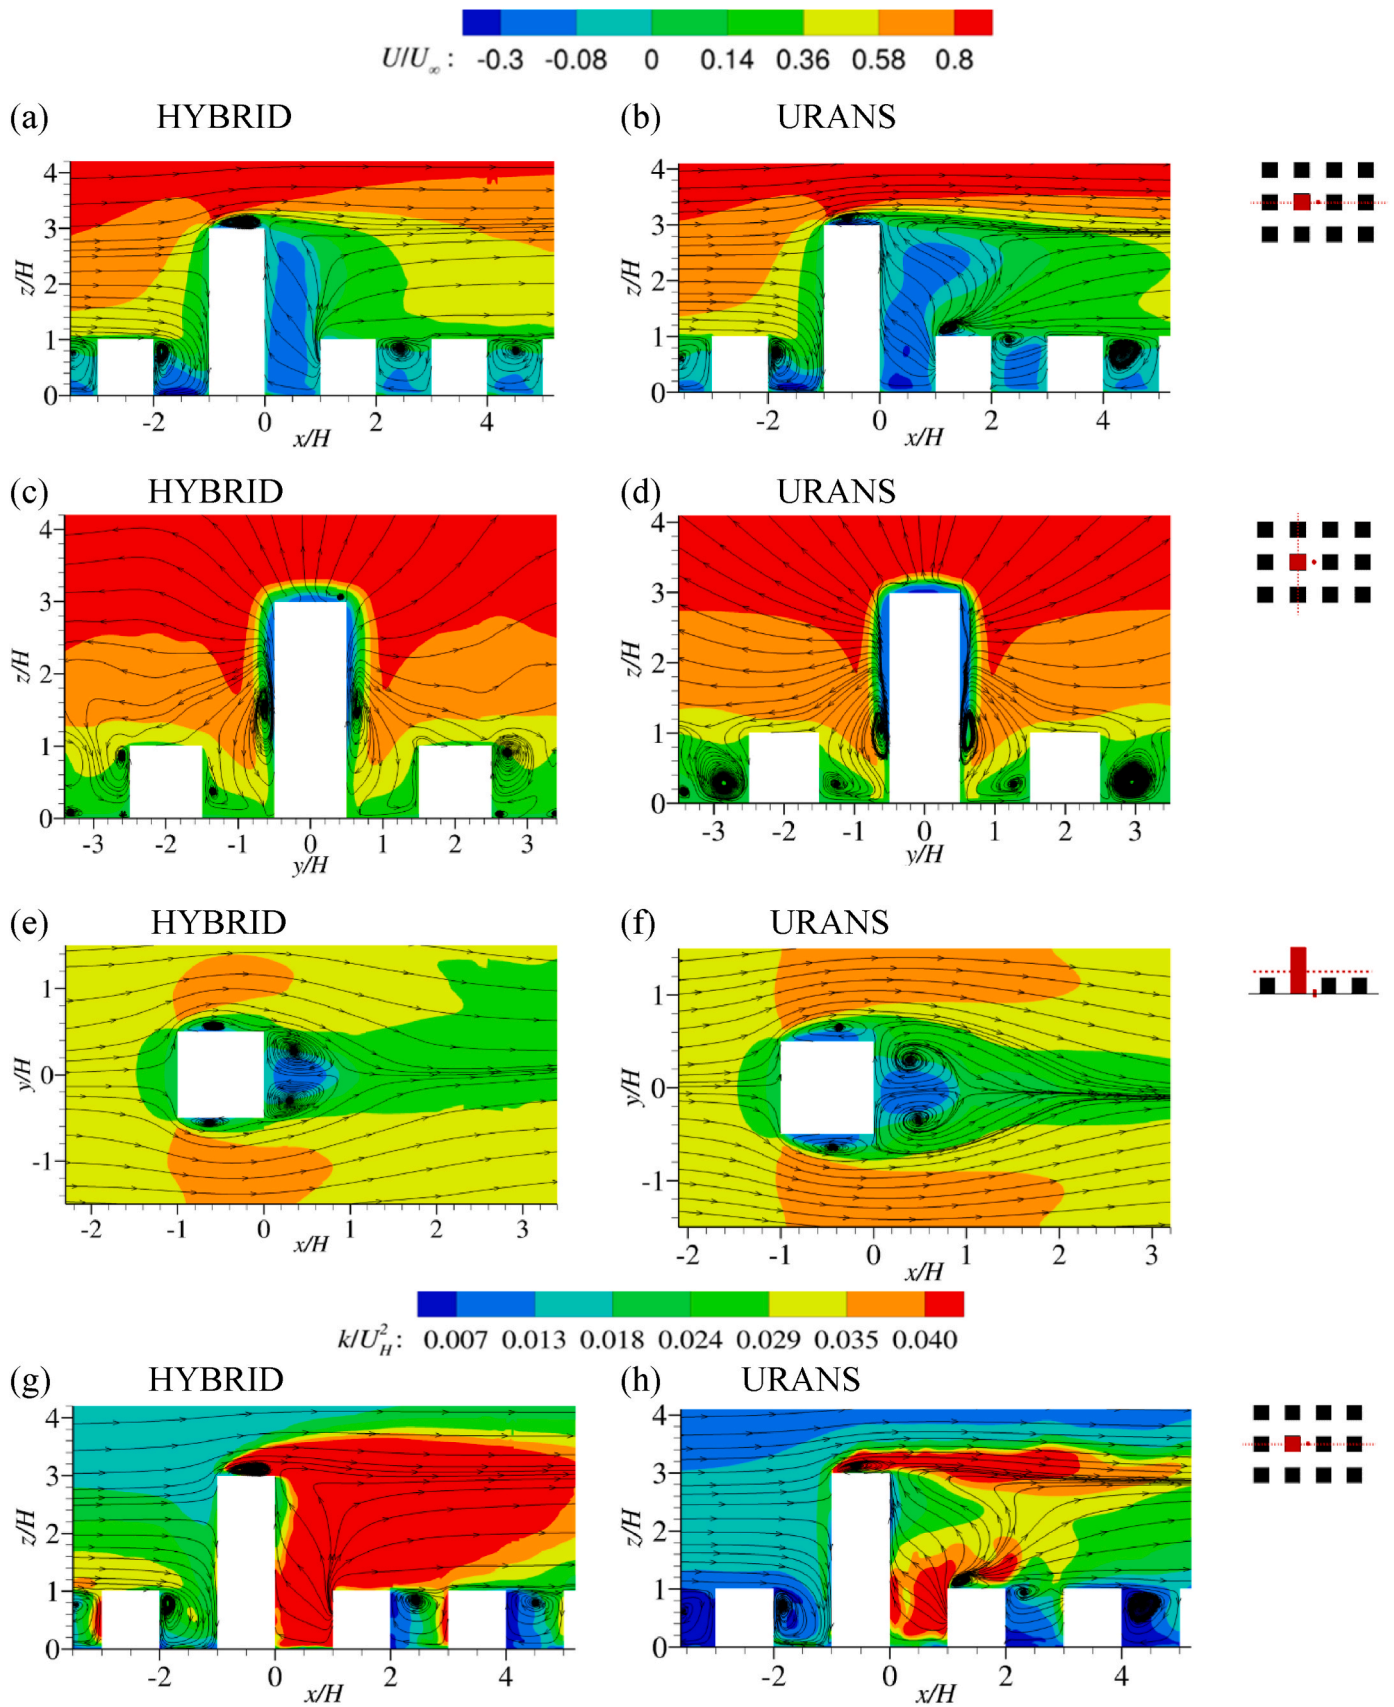 U/U∞: -0.3 -0.08 0 0.14 0.36 0.58 0.8
(a) HYBRID (b) URANS
4 3 2 1 0
z/H
-2 0 2 4
x/H
4 3 2 1 0
z/H
-2 0 2 4
x/H
(c) HYBRID (d) URANS
4 3 2 1 0
z/H
-3 -2 -1 0 1 2 3
y/H
4 3 2 1 0
z/H
-3 -2 -1 0 1 2 3
y/H
(e) HYBRID (f) URANS
1 0 -1
y/H
-2 -1 0 1 2 3
x/H
1 0 -1
y/H
-2 -1 0 1 2 3
x/H
k/U²H: 0.007 0.013 0.018 0.024 0.029 0.035 0.040
(g) HYBRID (h) URANS
4 3 2 1 0
z/H
-2 0 2 4
x/H
4 3 2 1 0
z/H
-2 0 2 4
x/H